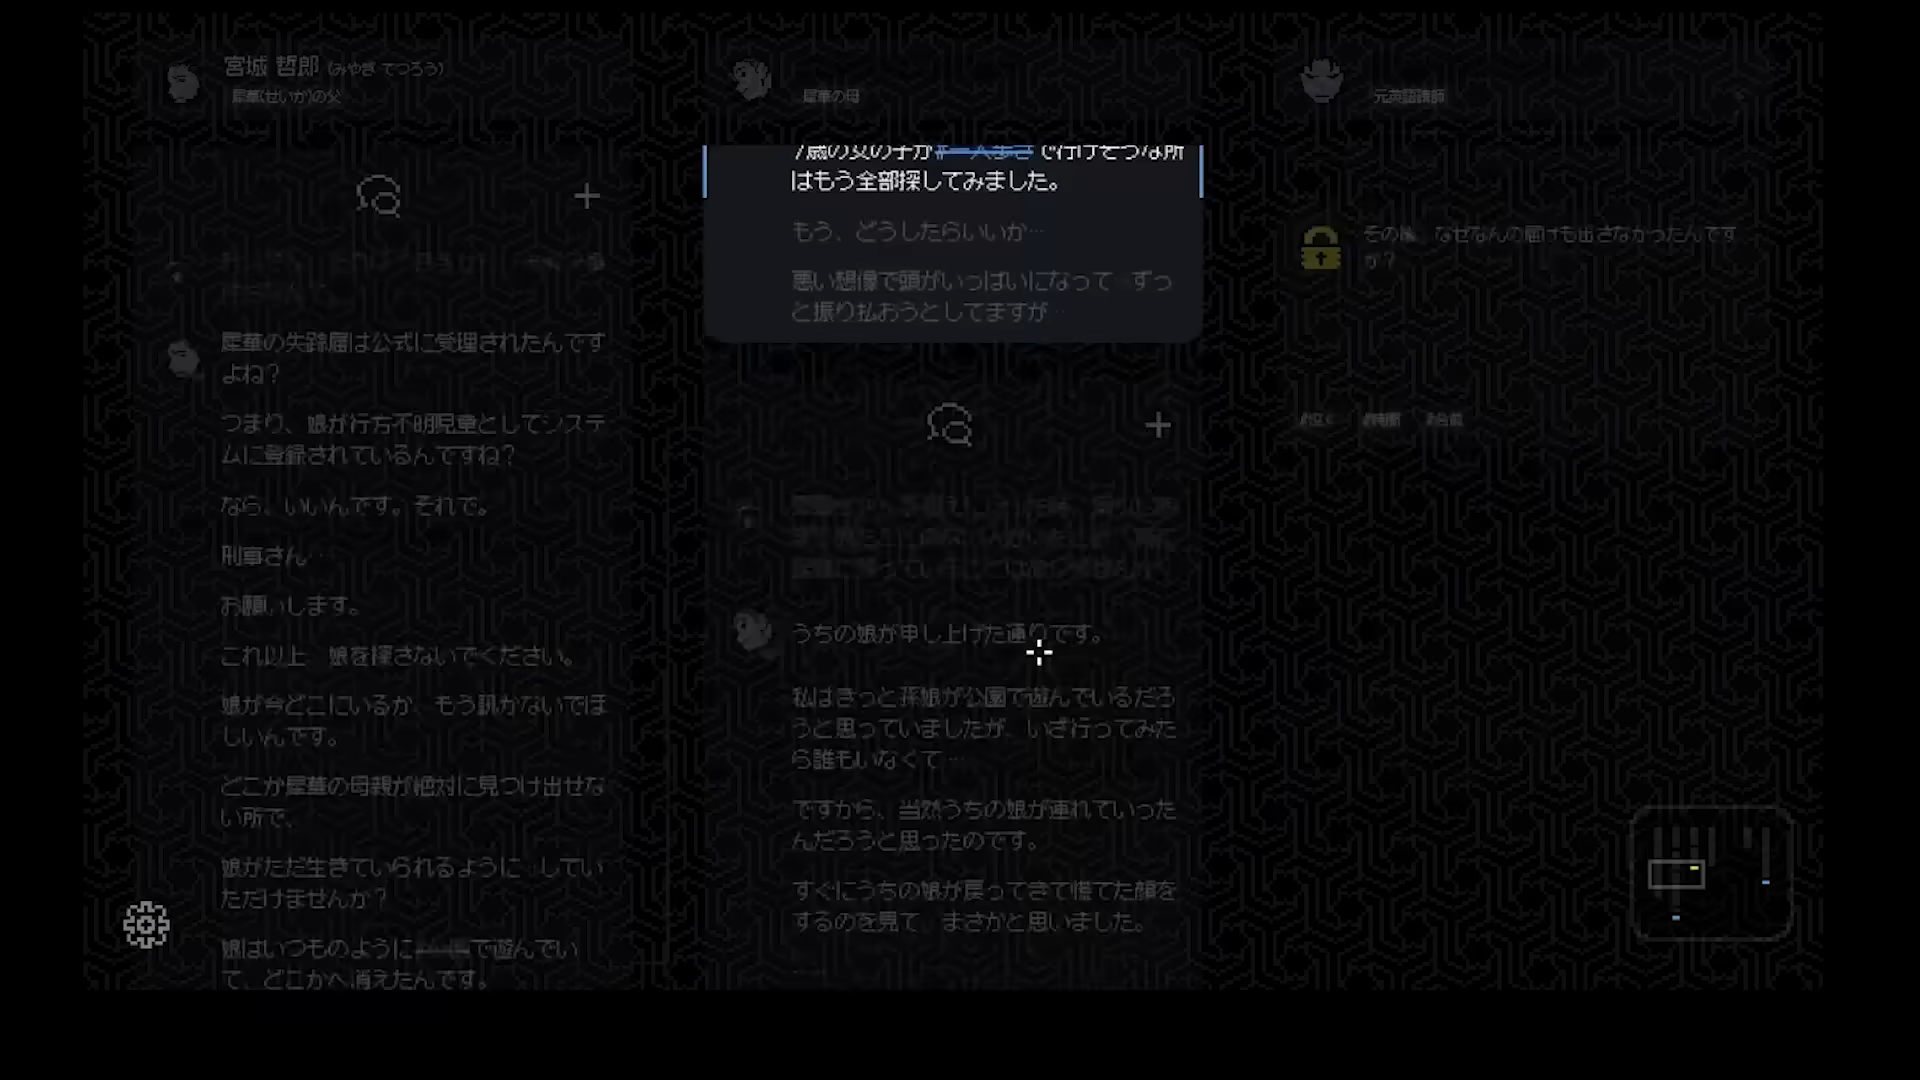 宮城 哲郎 (みやぎ てつろう)
犀華(せいか)の父
犀華の失踪届は公式に受理されたんです
よね？
つまり、娘が行方不明児童としてシステ
ムに登録されているんですね？
なら、いいんです。それで。
刑事さん…
お願いします。
これ以上…娘を探さないでください。
娘が今どこにいるか、もう訊かないでほ
しいんです。
どこか犀華の母親が絶対に見つけ出せな
い所で、
娘がただ生きていられるように…してい
ただけませんか？
娘はいつものように で遊んでい
て、どこかへ消えたんです。
犀華の母
7歳の女の子が#一人歩きで行けそうな所
はもう全部探してみました。
もう、どうしたらいいか…
悪い想像で頭がいっぱいになって…ずっ
と振り払おうとしてますが…
うちの娘が申し上げた通りです。
私はきっと孫娘が公園で遊んでいるだろ
うと思っていましたが、いざ行ってみた
ら誰もいなくて…
ですから、当然うちの娘が連れていった
んだろうと思ったのです。
すぐにうちの娘が戻ってきて慌てた顔を
するのを見て、まさかと思いました。
元英語講師
その後、なぜなんの届けも出さなかったんです
か？